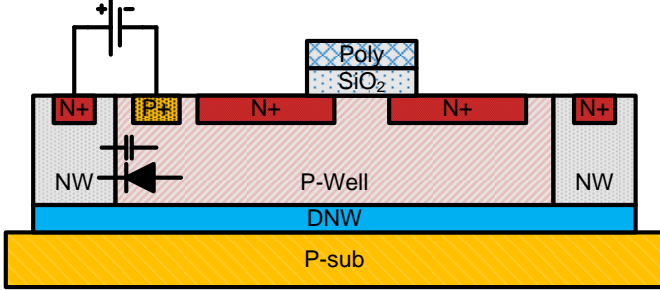 + -
Poly
SiO₂
N+ P+ N+ N+ N+
NW P-Well NW
DNW
P-sub